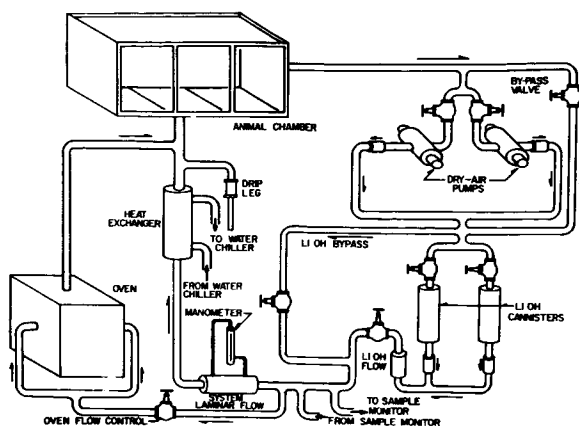 BY-PASS
VALVE
ANIMAL CHAMBER
DRY-AIR
PUMPS
DRIP
LEG
HEAT
EXCHANGER
TO WATER
CHILLER
LI OH BYPASS
FROM WATER
CHILLER
OVEN
MANOMETER
LI OH
CANNISTERS
LI OH
FLOW
SYSTEM
LAMINAR FLOW
TO SAMPLE
MONITOR
OVEN FLOW CONTROL
FROM SAMPLE MONITOR